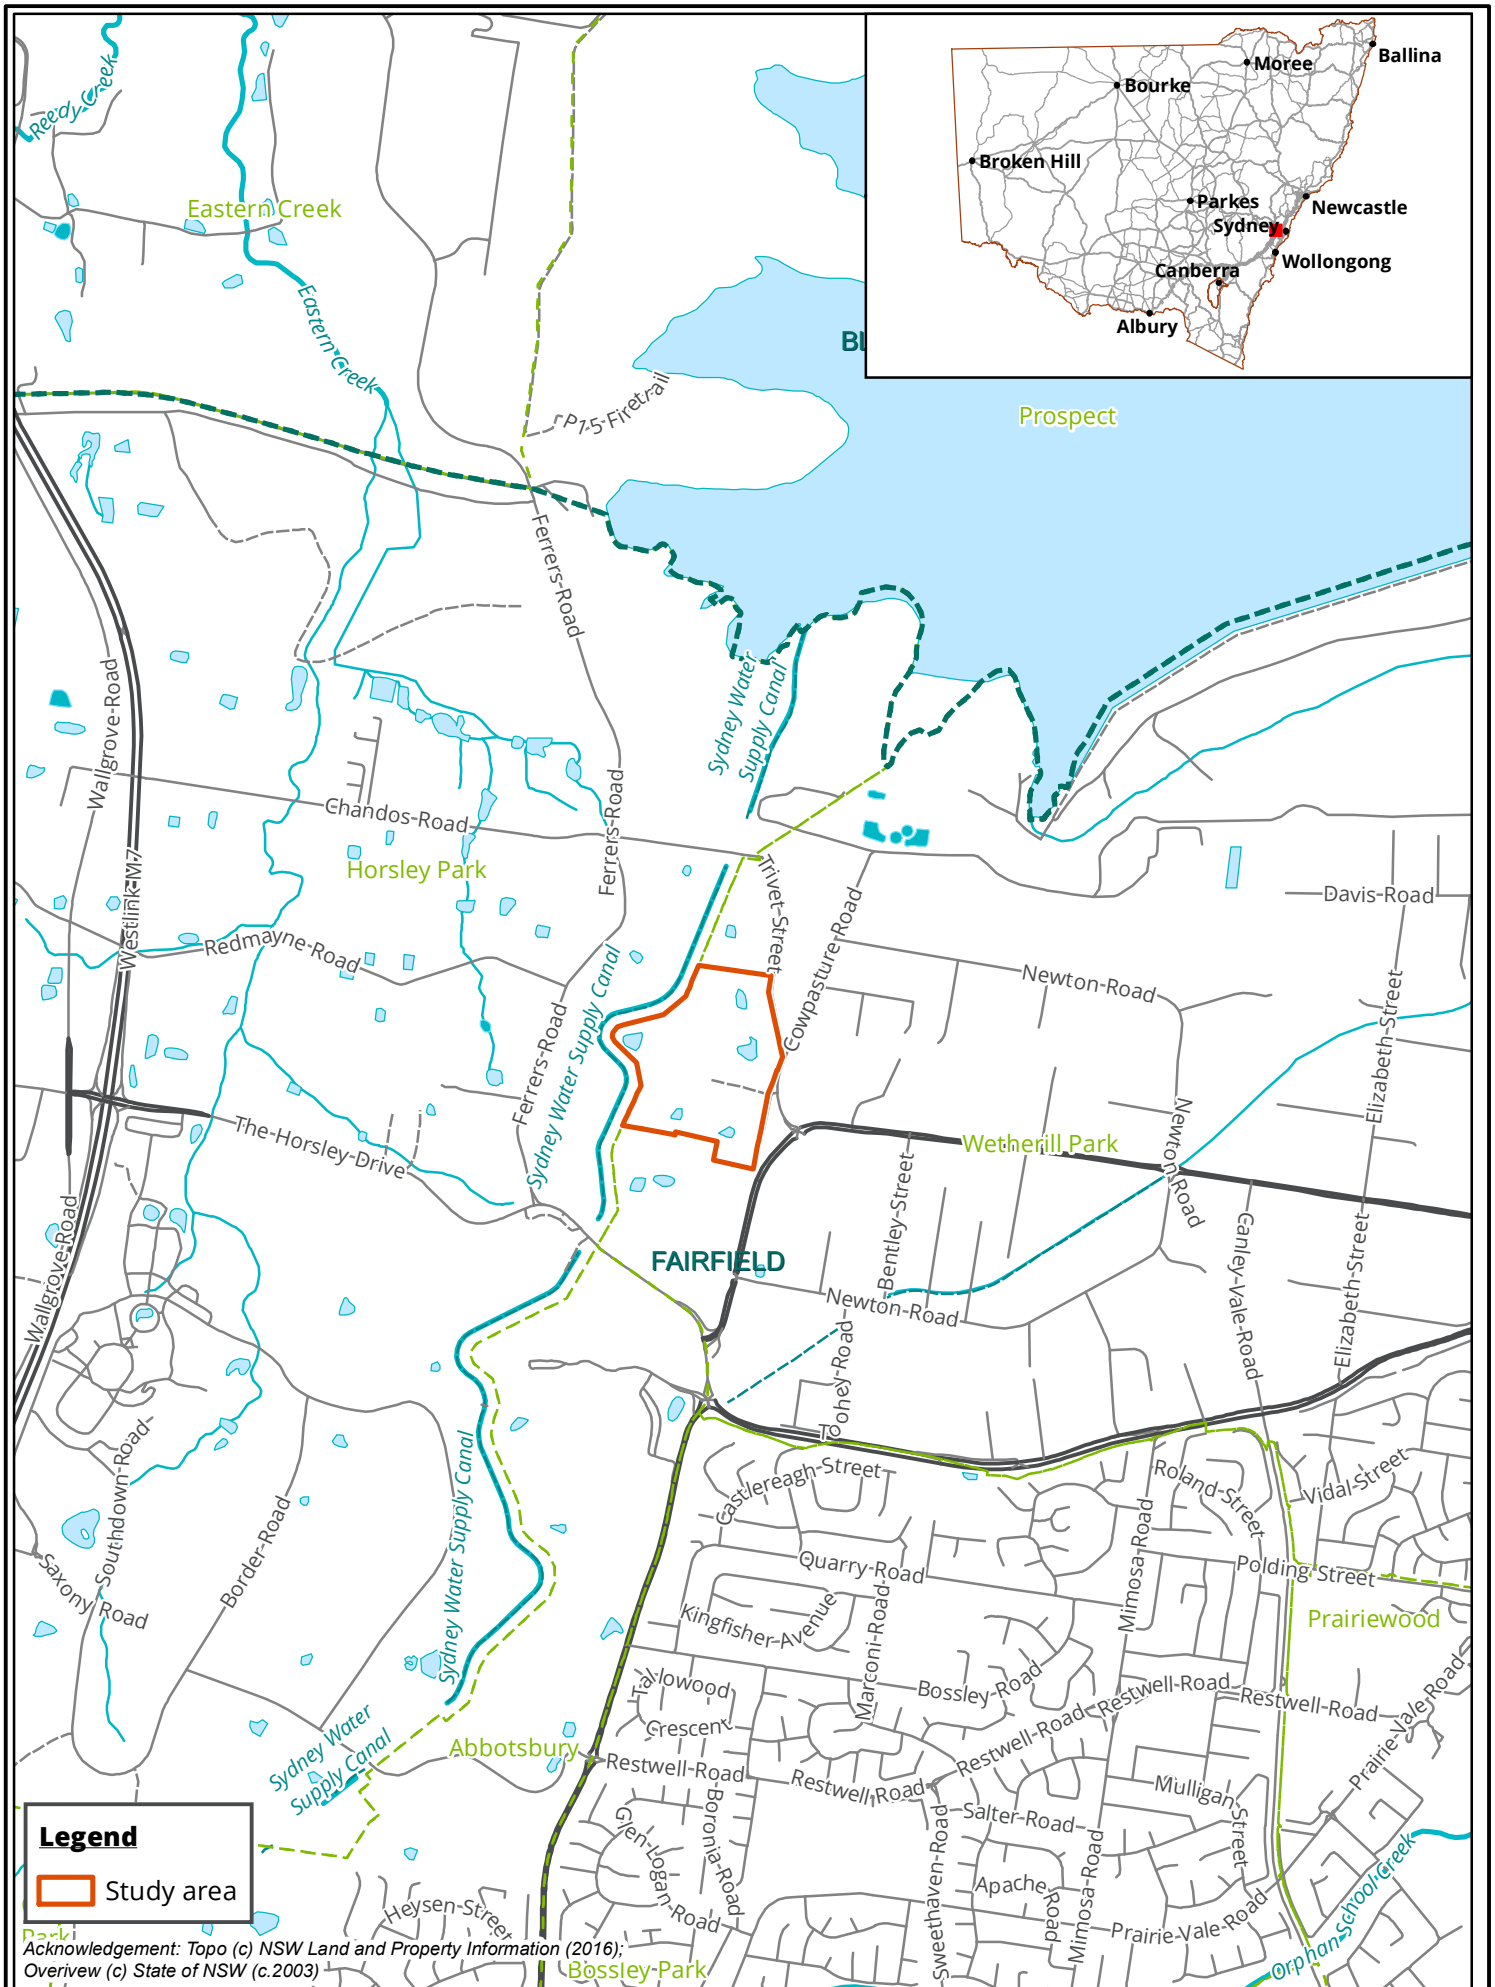 Ballina
Moree
Bourke
Broken Hill
Parkes
Newcastle
Sydney
Wollongong
Canberra
Albury
Reedy Creek
Eastern Creek
Eastern Creek
P15 Firetrail
BL
Prospect
Ferrers Road
Wallgrove Road
Sydney Water
Supply Canal
Chandos Road
Ferrers Road
Horsley Park
Westlink M7
Trivet Street
Cowpasture Road
Davis Road
Redmayne Road
Newton Road
Elizabeth Street
Ferrers Road
Sydney Water Supply Canal
The Horsley Drive
Wetherill Park
Newton Road
Bentley Street
Canley Vale Road
Elizabeth Street
Wallgrove Road
FAIRFIELD
Newton Road
Tohey Road
Southdown Road
Border Road
Saxony Road
Sydney Water Supply Canal
Castlereagh Street
Roland Street
Vidal Street
Quarry Road
Mimosa Road
Polding Street
Kingfisher Avenue
Marconi Road
Prairiewood
Tallowood
Crescent
Bossley Road
Restwell Road
Restwell Road
Restwell Road
Prairie Vale Road
Sydney Water
Supply Canal
Abbotsbury
Restwell Road
Restwell Road
Mulligan Street
Salter Road
Boronia Road
Glen Logan Road
Sweethaven Road
Apache Road
Mimosa Road
Prairie Vale Road
Orphan School Creek
Heysen Street
Bossley Park
Park
Legend
Study area
Acknowledgement: Topo (c) NSW Land and Property Information (2016);
Overivew (c) State of NSW (c.2003)